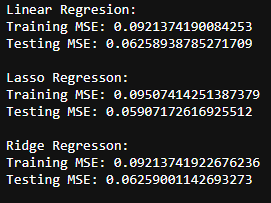 Linear Regresion:
Training MSE: 0.0921374190084253
Testing MSE: 0.06258938785271709
Lasso Regresson:
Training MSE: 0.09507414251387379
Testing MSE: 0.05907172616925512
Ridge Regresson:
Training MSE: 0.09213741922676236
Testing MSE: 0.06259001142693273